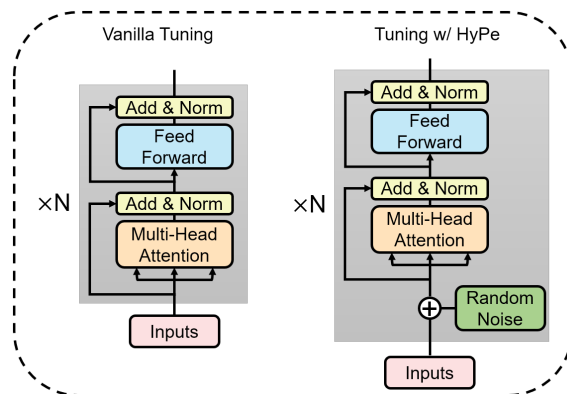 Vanilla Tuning
Add & Norm
Feed
Forward
×N
Add & Norm
Multi-Head
Attention
Inputs
Tuning w/ HyPe
Add & Norm
Feed
Forward
×N
Add & Norm
Multi-Head
Attention
Random
Noise
Inputs